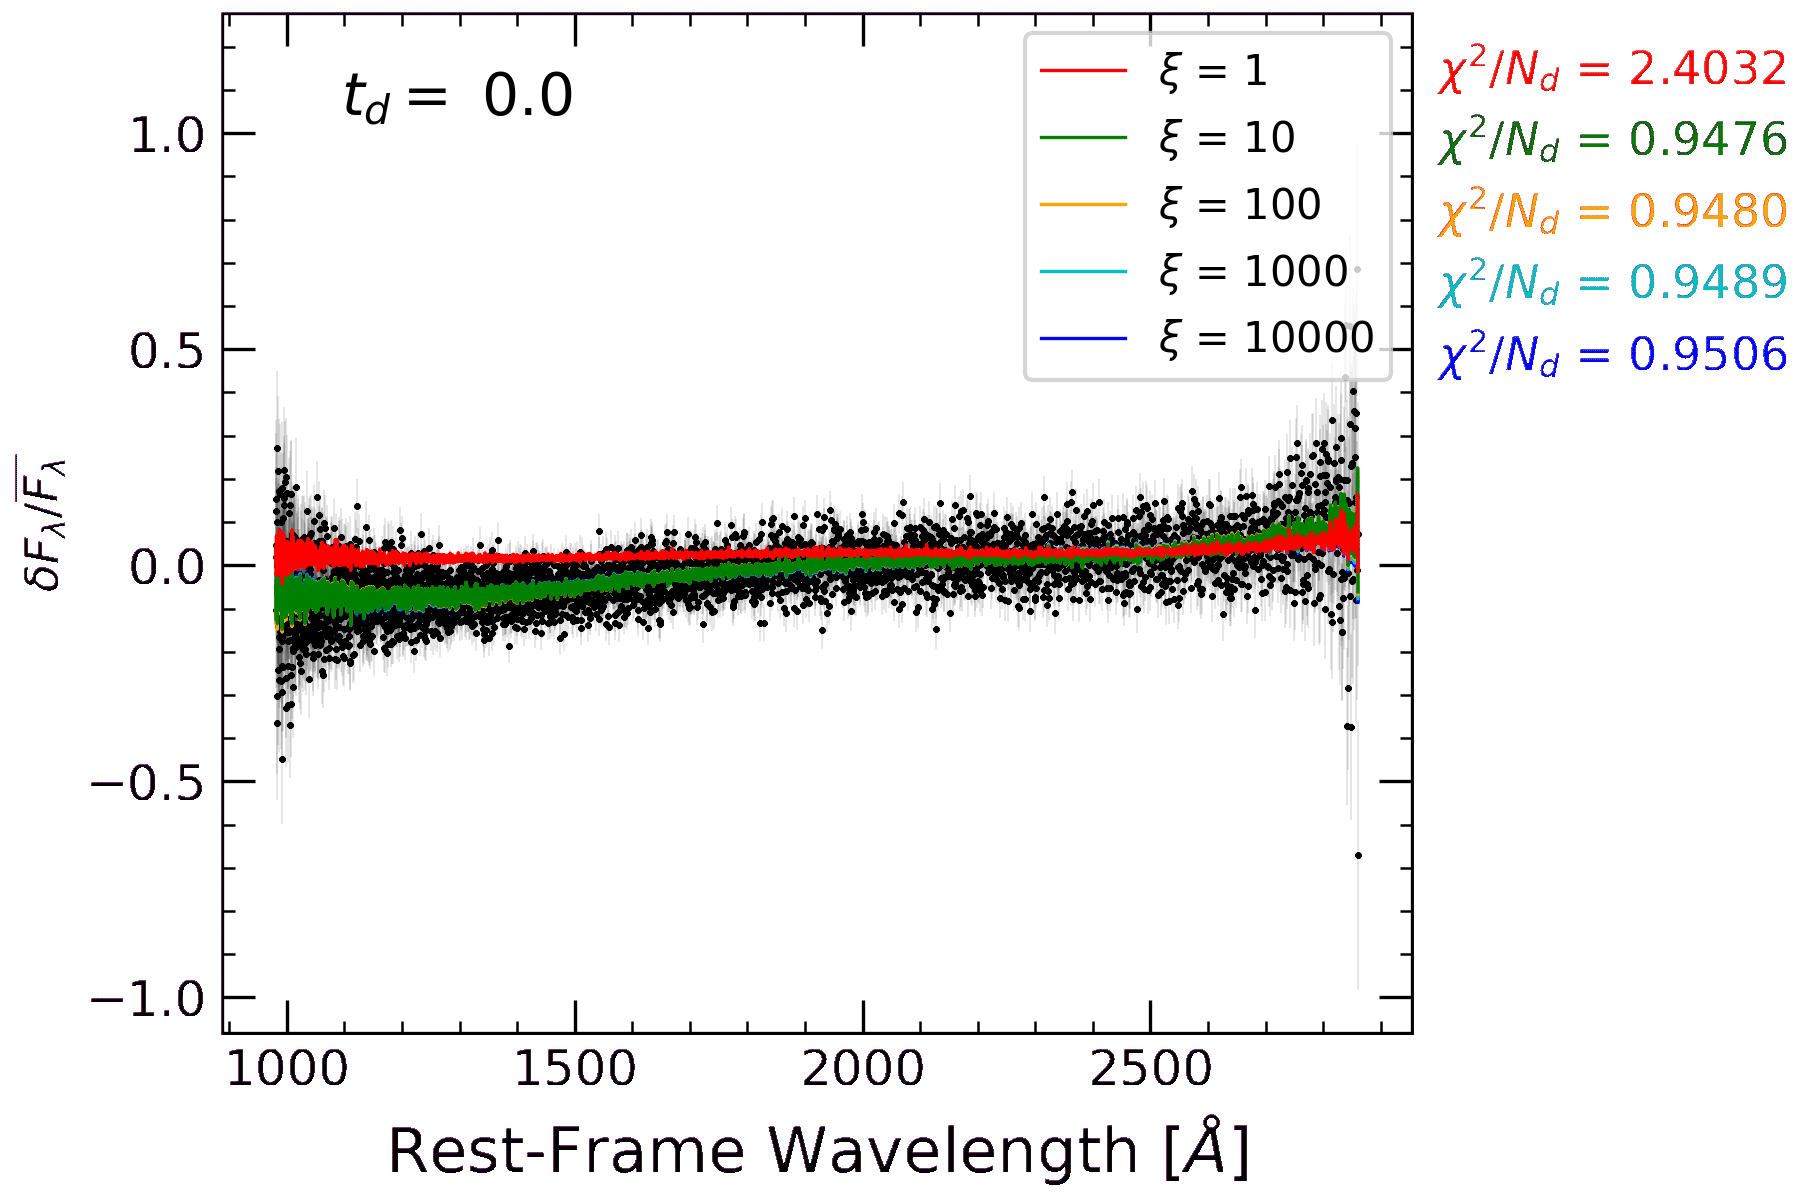 t_d = 0.0
ξ = 1
ξ = 10
ξ = 100
ξ = 1000
ξ = 10000
χ²/N_d = 2.4032
χ²/N_d = 0.9476
χ²/N_d = 0.9480
χ²/N_d = 0.9489
χ²/N_d = 0.9506
1.0
0.5
0.0
−0.5
−1.0
δF_λ/F̅_λ
1000 1500 2000 2500
Rest-Frame Wavelength [Å]